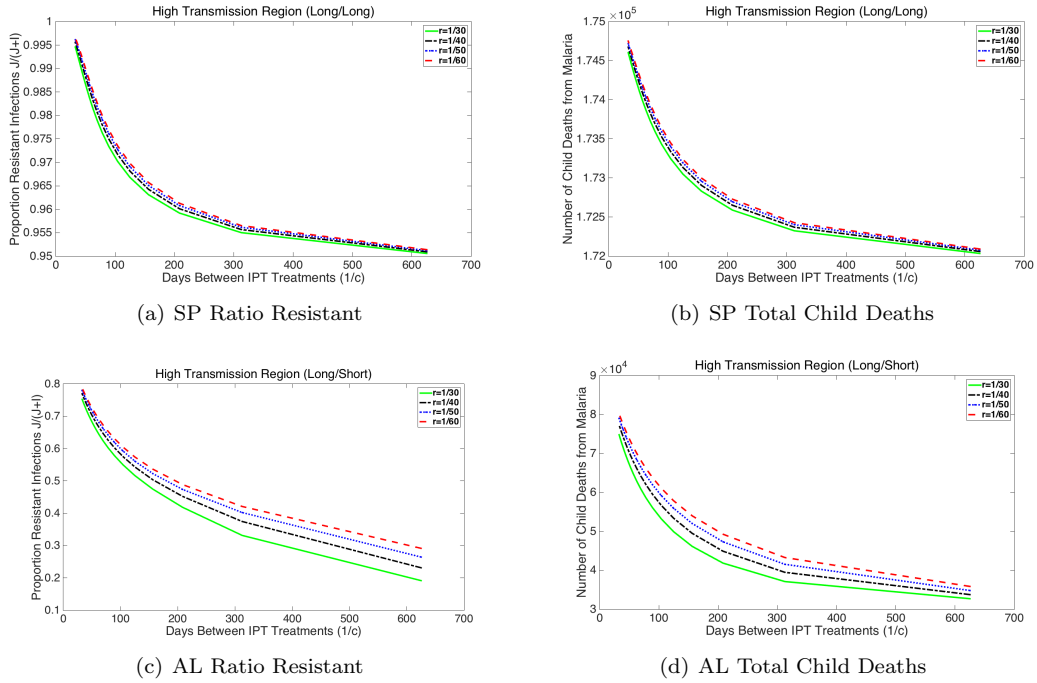 High Transmission Region (Long/Long)
Proportion Resistant Infections J/(J+I)
1
0.995
0.99
0.985
0.98
0.975
0.97
0.965
0.96
0.955
0.95
r=1/30
r=1/40
r=1/50
r=1/60
0 100 200 300 400 500 600 700
Days Between IPT Treatments (1/c)
(a) SP Ratio Resistant
High Transmission Region (Long/Long)
×10⁵
Number of Child Deaths from Malaria
1.75
1.745
1.74
1.735
1.73
1.725
1.72
r=1/30
r=1/40
r=1/50
r=1/60
0 100 200 300 400 500 600 700
Days Between IPT Treatments (1/c)
(b) SP Total Child Deaths
High Transmission Region (Long/Short)
Proportion Resistant Infections J/(J+I)
0.8
0.7
0.6
0.5
0.4
0.3
0.2
0.1
r=1/30
r=1/40
r=1/50
r=1/60
0 100 200 300 400 500 600 700
Days Between IPT Treatments (1/c)
(c) AL Ratio Resistant
High Transmission Region (Long/Short)
×10⁴
Number of Child Deaths from Malaria
9
8
7
6
5
4
3
r=1/30
r=1/40
r=1/50
r=1/60
0 100 200 300 400 500 600 700
Days Between IPT Treatments (1/c)
(d) AL Total Child Deaths